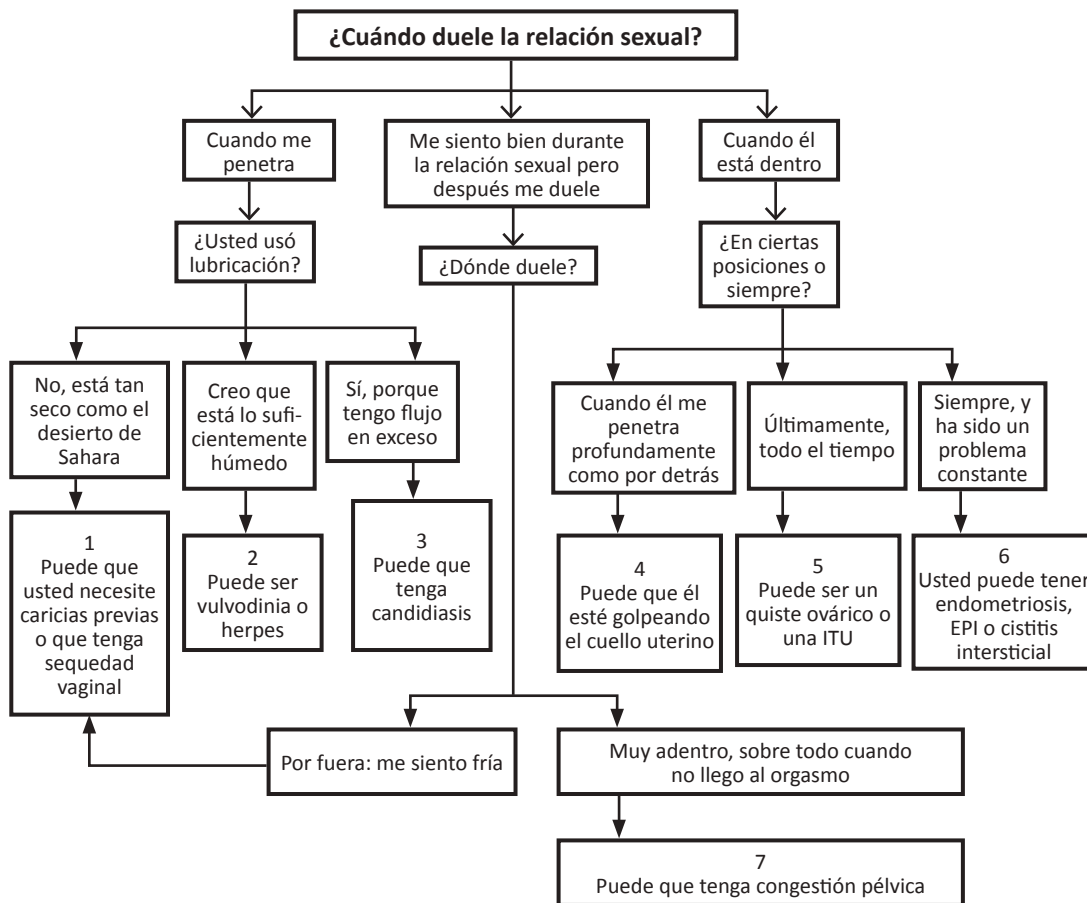 ¿Cuándo duele la relación sexual?
Cuando me
penetra
Me siento bien durante
la relación sexual pero
después me duele
Cuando él
está dentro
¿Usted usó
lubricación?
¿Dónde duele?
¿En ciertas
posiciones o
siempre?
No, está tan
seco como el
desierto de
Sahara
Creo que
está lo sufi-
cientemente
húmedo
Sí, porque
tengo flujo
en exceso
Cuando él me
penetra
profundamente
como por detrás
Últimamente,
todo el tiempo
Siempre, y
ha sido un
problema
constante
1
Puede que
usted necesite
caricias previas
o que tenga
sequedad
vaginal
2
Puede ser
vulvodinia o
herpes
3
Puede que
tenga
candidiasis
4
Puede que él
esté golpeando
el cuello uterino
5
Puede ser un
quiste ovárico o
una ITU
6
Usted puede tener
endometriosis,
EPI o cistitis
intersticial
Por fuera: me siento fría
Muy adentro, sobre todo cuando
no llego al orgasmo
7
Puede que tenga congestión pélvica